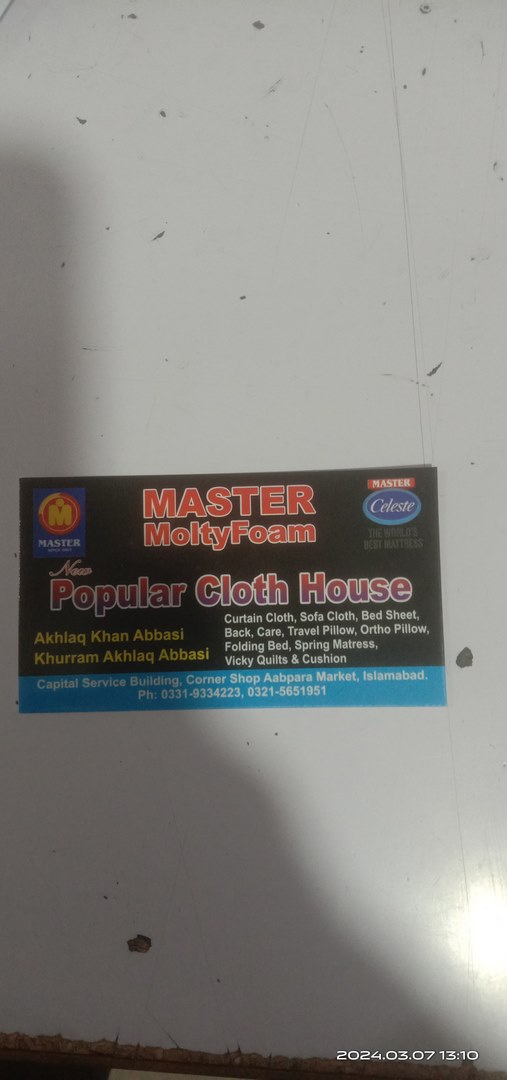 MASTER
MASTER
MoltyFoam
MASTER
Celeste
THE WORLD'S
BEST MATTRESS
New
Popular Cloth House
Akhlaq Khan Abbasi
Khurram Akhlaq Abbasi
Curtain Cloth, Sofa Cloth, Bed Sheet,
Back, Care, Travel Pillow, Ortho Pillow,
Folding Bed, Spring Matress,
Vicky Quilts & Cushion
Capital Service Building, Corner Shop Aabpara Market, Islamabad.
Ph: 0331-9334223, 0321-5651951
2024.03.07 13:10